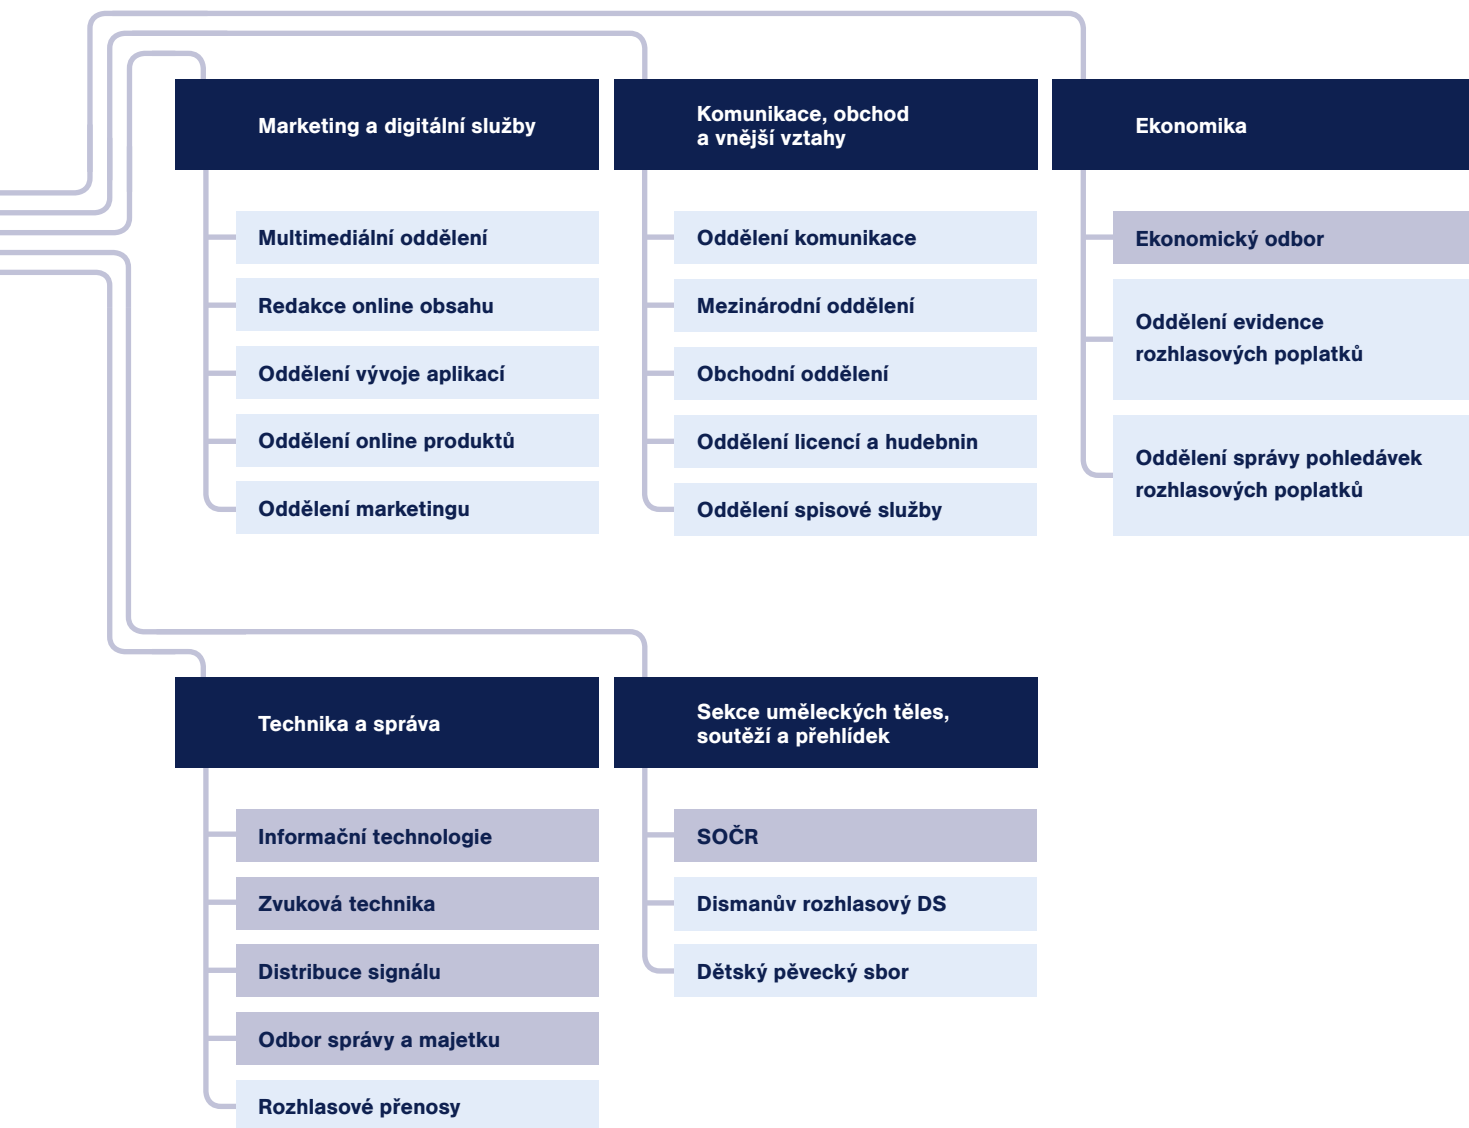 Marketing a digitální služby
Multimediální oddělení
Redakce online obsahu
Oddělení vývoje aplikací
Oddělení online produktů
Oddělení marketingu
Komunikace, obchod
a vnější vztahy
Oddělení komunikace
Mezinárodní oddělení
Obchodní oddělení
Oddělení licencí a hudebnin
Oddělení spisové služby
Ekonomika
Ekonomický odbor
Oddělení evidence
rozhlasových poplatků
Oddělení správy pohledávek
rozhlasových poplatků
Technika a správa
Informační technologie
Zvuková technika
Distribuce signálu
Odbor správy a majetku
Rozhlasové přenosy
Sekce uměleckých těles,
soutěží a přehlídek
SOČR
Dismanův rozhlasový DS
Dětský pěvecký sbor